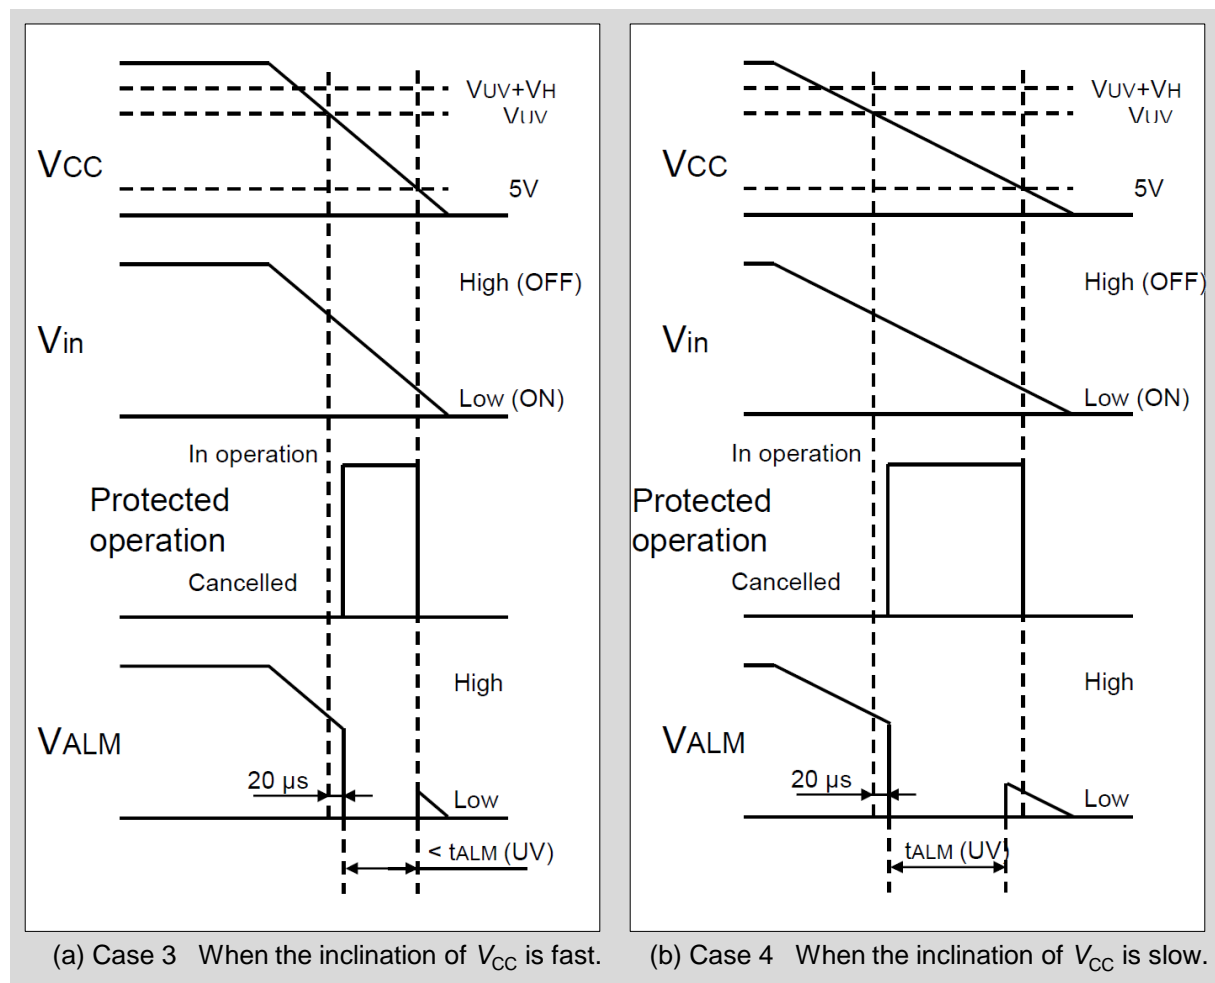 VUV+VH
VUV
VCC
5V
High (OFF)
Vin
Low (ON)
In operation
Protected
operation
Cancelled
High
VALM
20 µs
Low
< tALM (UV)
(a) Case 3 When the inclination of VCC is fast.
VUV+VH
VUV
VCC
5V
High (OFF)
Vin
Low (ON)
In operation
Protected
operation
Cancelled
High
VALM
20 µs
Low
tALM (UV)
(b) Case 4 When the inclination of VCC is slow.